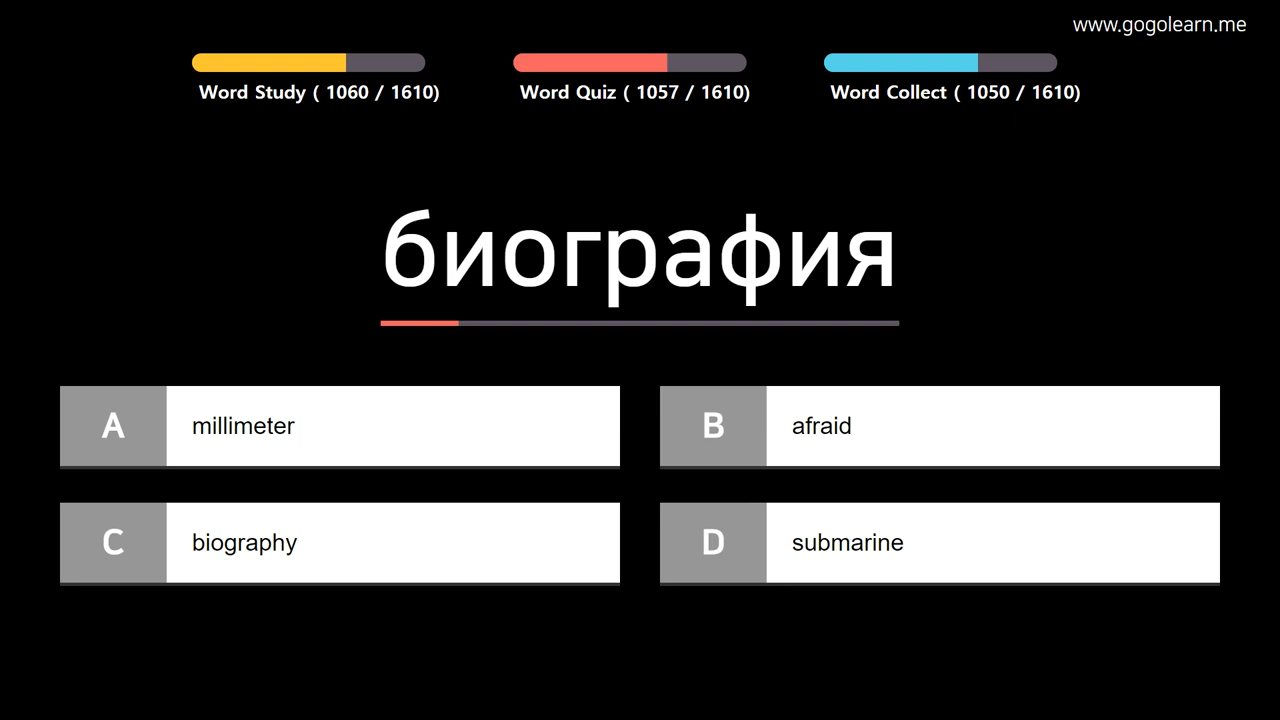 www.gogolearn.me
Word Study ( 1060 / 1610)
Word Quiz ( 1057 / 1610)
Word Collect ( 1050 / 1610)
биография
A millimeter
B afraid
C biography
D submarine